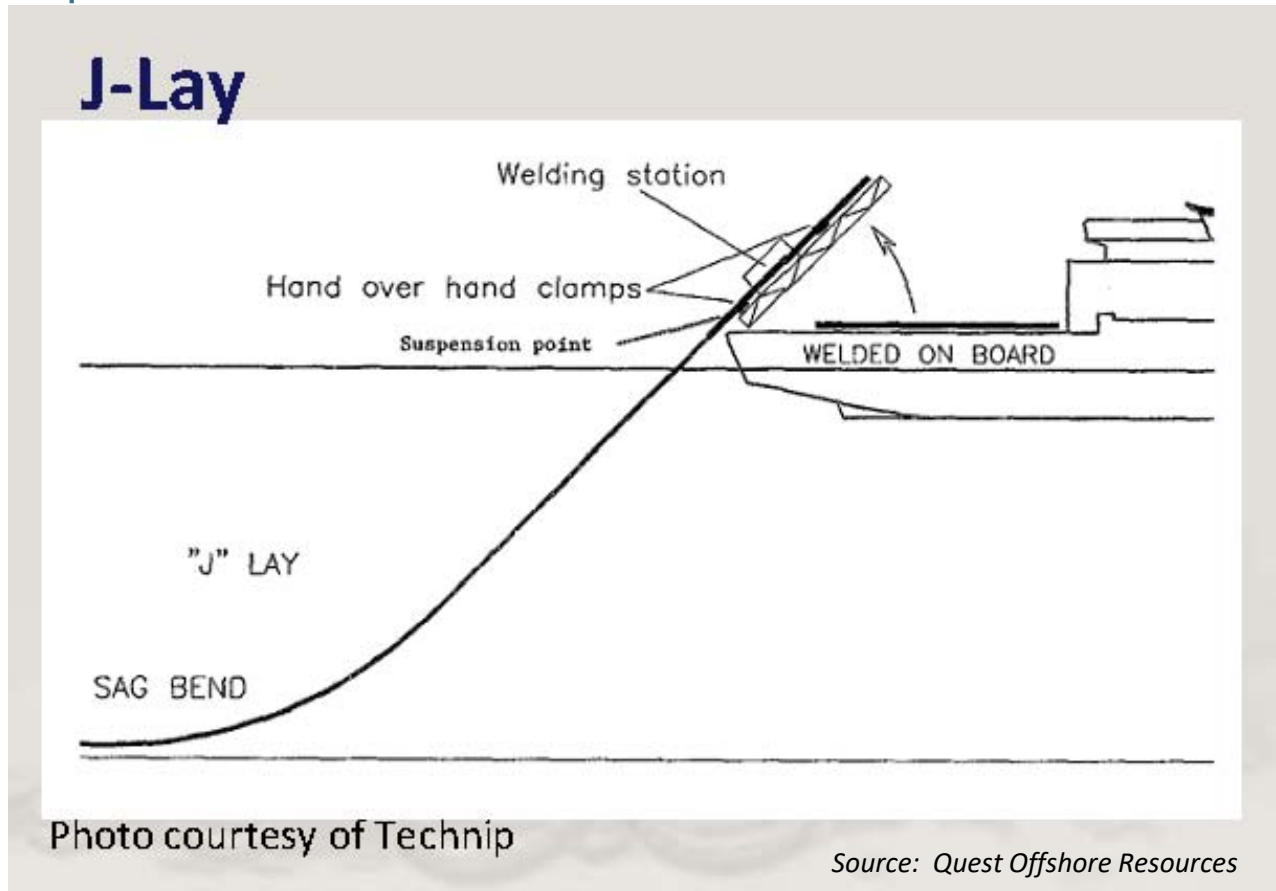 J-Lay
Welding station
Hand over hand clamps
Suspension point
WELDED ON BOARD
"J" LAY
SAG BEND
Photo courtesy of Technip
Source: Quest Offshore Resources